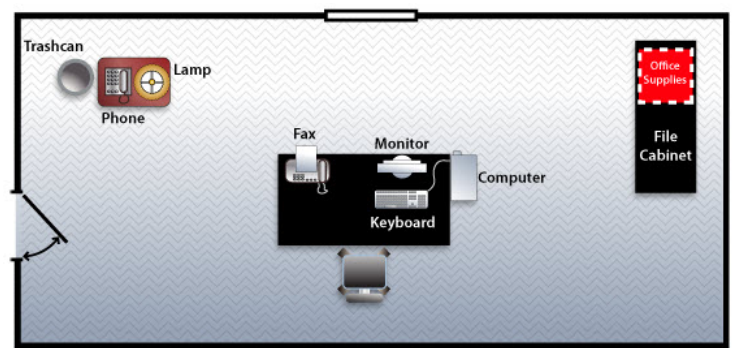 Trashcan
Lamp
Phone
Office
Supplies
File
Cabinet
Fax
Monitor
Computer
Keyboard